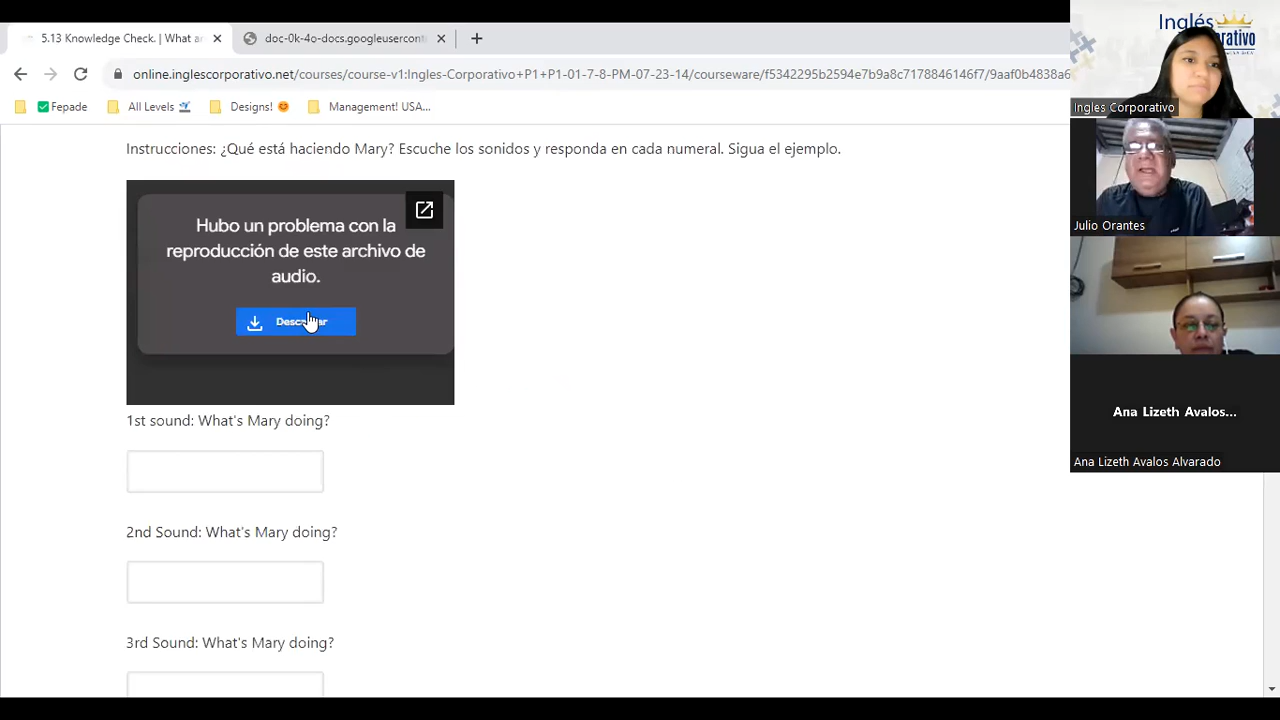 5.13 Knowledge Check. | What a
doc-0k-4o-docs.googleusercont
online.inglescorporativo.net/courses/course-v1:Ingles-Corporativo+P1+P1-01-7-8-PM-07-23-14/courseware/f534229592594e7b9a8c7178846146f7/9aaf0b4838a6
Fepade
All Levels
Designs!
Management! USA...
Instrucciones: ¿Qué está haciendo Mary? Escuche los sonidos y responda en cada numeral. Sigua el ejemplo.
Hubo un problema con la
reproducción de este archivo de
audio.
1st sound: What's Mary doing?
2nd Sound: What's Mary doing?
3rd Sound: What's Mary doing?
Inglés
Ingles Corporativo
Julio Orantes
Ana Lizeth Avalos...
Ana Lizeth Avalos Alvarado